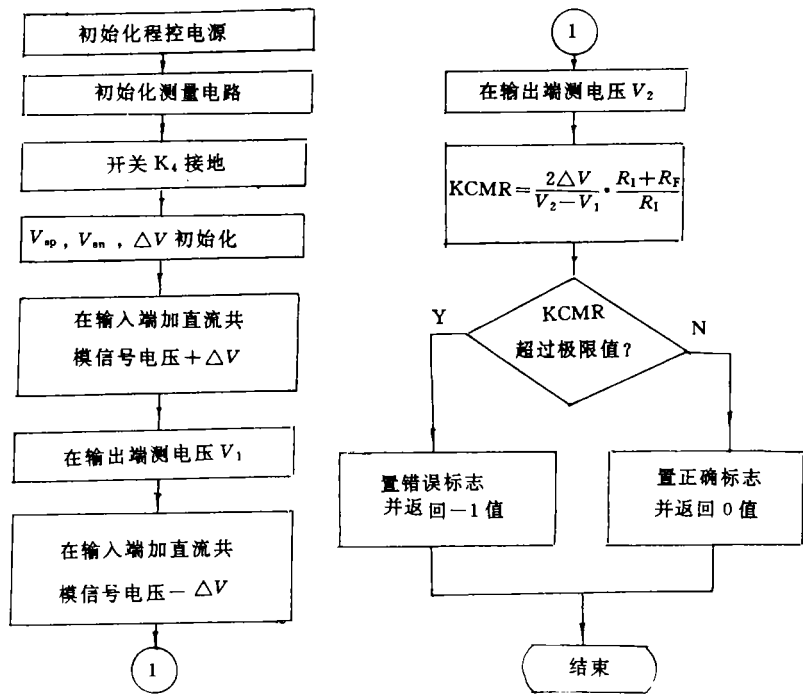 初始化程控电源
初始化测量电路
开关 K₄ 接地
V_sp , V_sn , △V 初始化
在输入端加直流共
模信号电压+△V
在输出端测电压 V₁
在输入端加直流共
模信号电压－△V
1
1
在输出端测电压 V₂
KCMR=2△V/(V₂−V₁)·(R_I+R_F)/R_I
KCMR
超过极限值?
Y
N
置错误标志
并返回－1值
置正确标志
并返回0值
结束